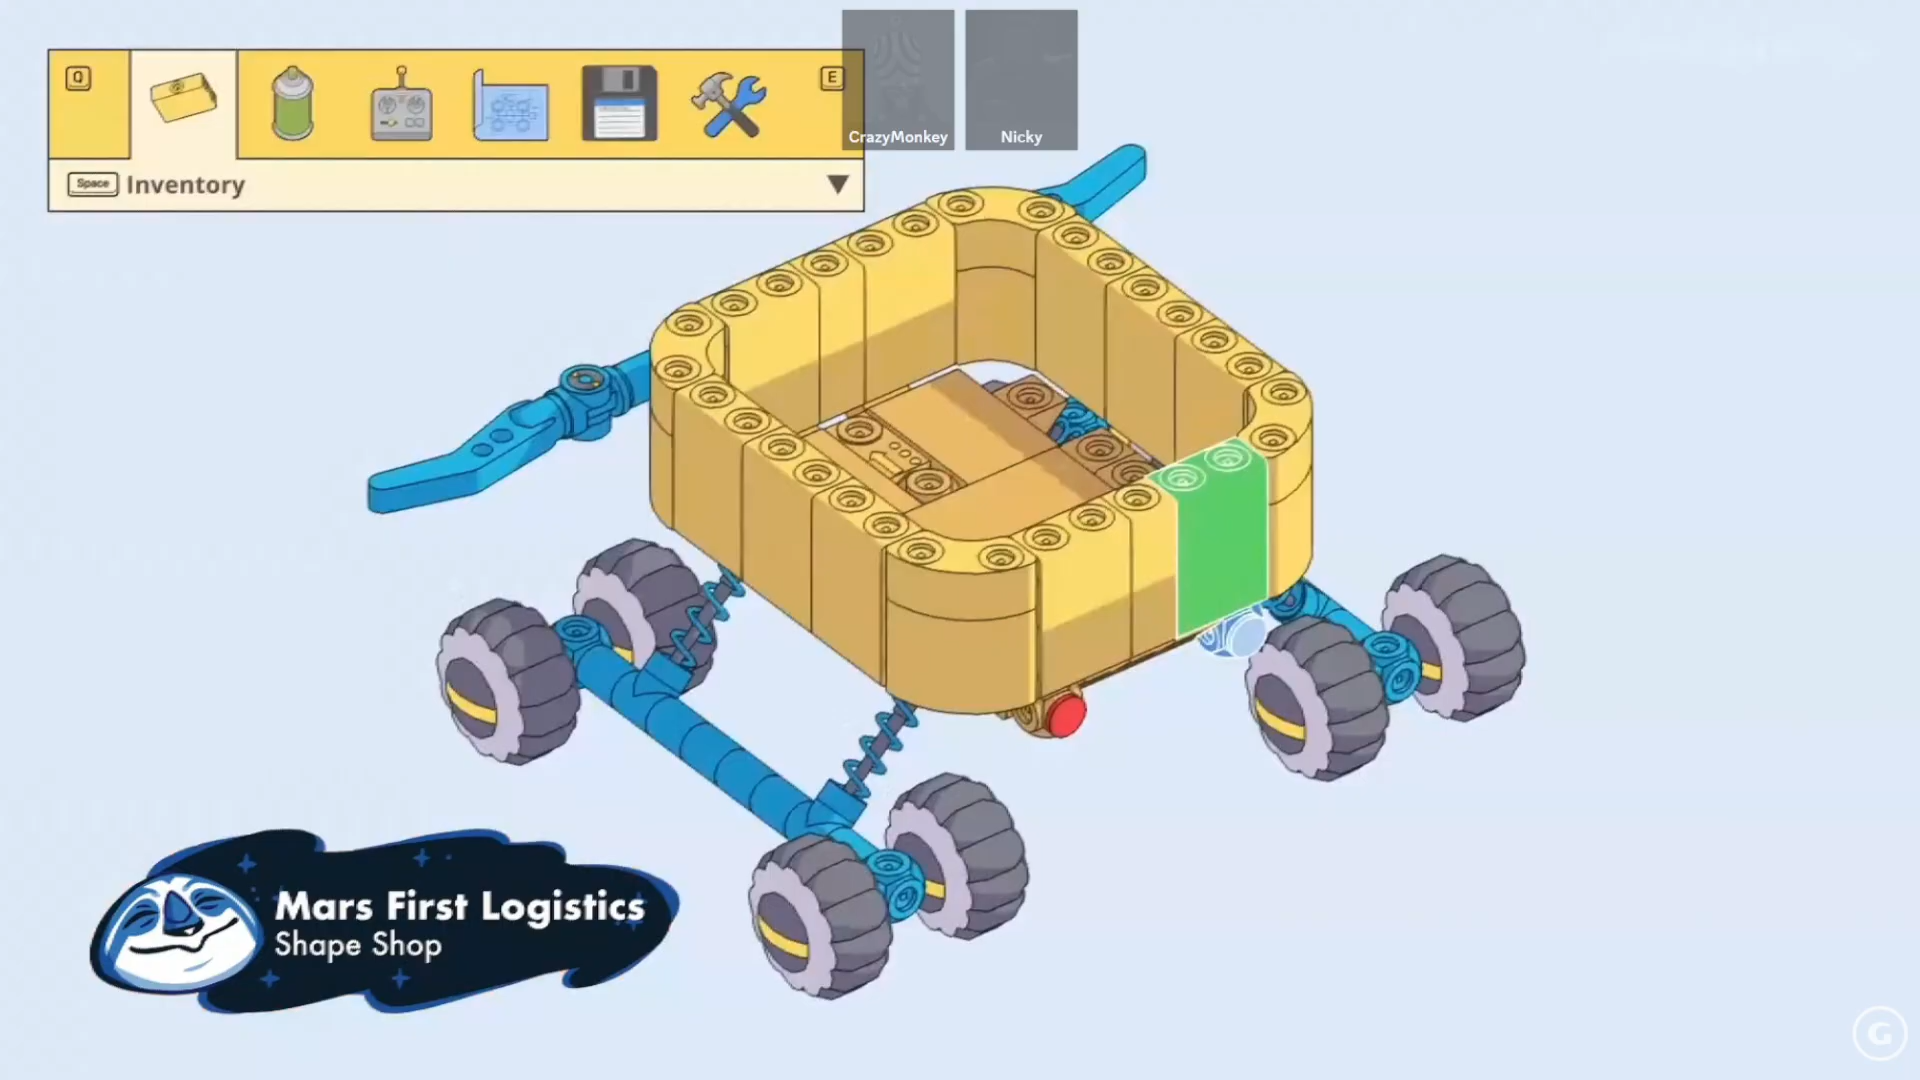 Q
E
CrazyMonkey
Nicky
Space Inventory
Mars First Logistics
Shape Shop
G